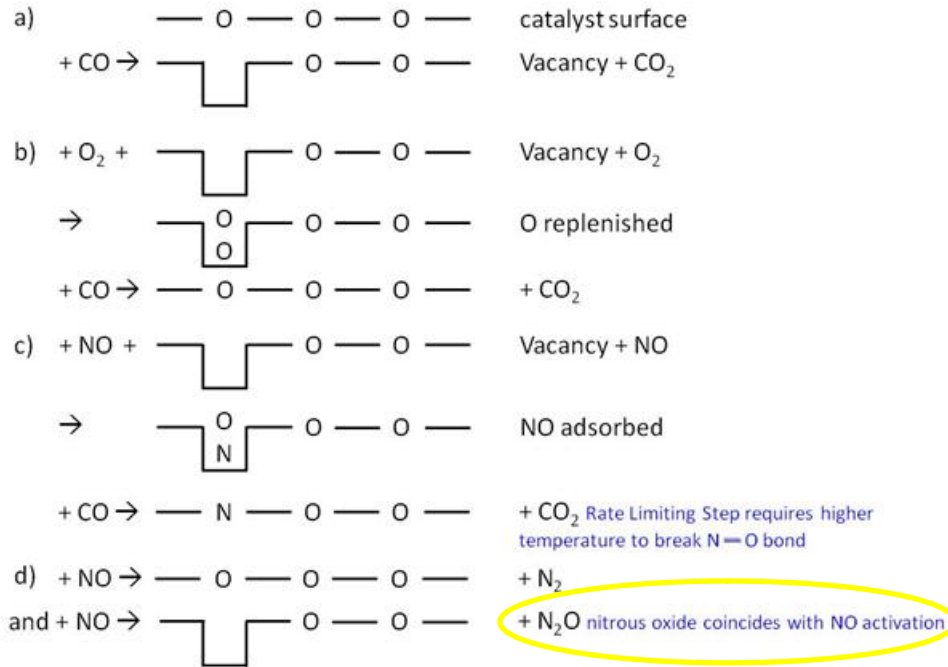 a) — O — O — O — catalyst surface
+ CO → O — O — Vacancy + CO₂
b) + O₂ + O — O — Vacancy + O₂
→ O O — O — O replenished
O
+ CO → — O — O — O — + CO₂
c) + NO + O — O — Vacancy + NO
→ O O — O — NO adsorbed
N
+ CO → — N — O — O — + CO₂ Rate Limiting Step requires higher
temperature to break N=O bond
d) + NO → — O — O — O — + N₂
and + NO → O — O — + N₂O nitrous oxide coincides with NO activation